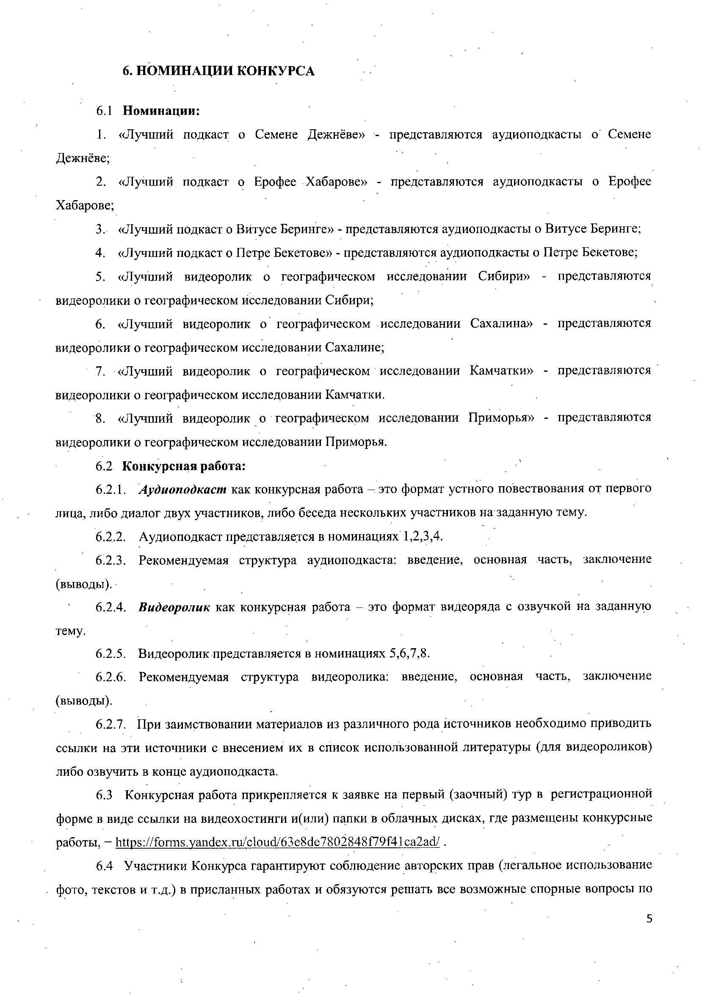 6. НОМИНАЦИИ КОНКУРСА
6.1 Номинации:
1. «Лучший подкаст о Семене Дежнёве» - представляются аудиоподкасты о Семене
Дежнёве;
2. «Лучший подкаст о Ерофее Хабарове» - представляются аудиоподкасты о Ерофее
Хабарове;
3. «Лучший подкаст о Витусе Беринге» - представляются аудиоподкасты о Витусе Беринге;
4. «Лучший подкаст о Петре Бекетове» - представляются аудиоподкасты о Петре Бекетове;
5. «Лучший видеоролик о географическом исследовании Сибири» - представляются
видеоролики о географическом исследовании Сибири;
6. «Лучший видеоролик о географическом исследовании Сахалина» - представляются
видеоролики о географическом исследовании Сахалине;
7. «Лучший видеоролик о географическом исследовании Камчатки» - представляются
видеоролики о географическом исследовании Камчатки.
8. «Лучший видеоролик о географическом исследовании Приморья» - представляются
видеоролики о географическом исследовании Приморья.
6.2 Конкурсная работа:
6.2.1. Аудиоподкаст как конкурсная работа – это формат устного повествования от первого
лица, либо диалог двух участников, либо беседа нескольких участников на заданную тему.
6.2.2. Аудиоподкаст представляется в номинациях 1,2,3,4.
6.2.3. Рекомендуемая структура аудиоподкаста: введение, основная часть, заключение
(выводы).
6.2.4. Видеоролик как конкурсная работа – это формат видеоряда с озвучкой на заданную
тему.
6.2.5. Видеоролик представляется в номинациях 5,6,7,8.
6.2.6. Рекомендуемая структура видеоролика: введение, основная часть, заключение
(выводы).
6.2.7. При заимствовании материалов из различного рода источников необходимо приводить
ссылки на эти источники с внесением их в список использованной литературы (для видеороликов)
либо озвучить в конце аудиоподкаста.
6.3 Конкурсная работа прикрепляется к заявке на первый (заочный) тур в регистрационной
форме в виде ссылки на видеохостинги и(или) папки в облачных дисках, где размещены конкурсные
работы, – https://forms.yandex.ru/cloud/63e8de7802848f79f41ca2ad/ .
6.4 Участники Конкурса гарантируют соблюдение авторских прав (легальное использование
фото, текстов и т.д.) в присланных работах и обязуются решать все возможные спорные вопросы по
5